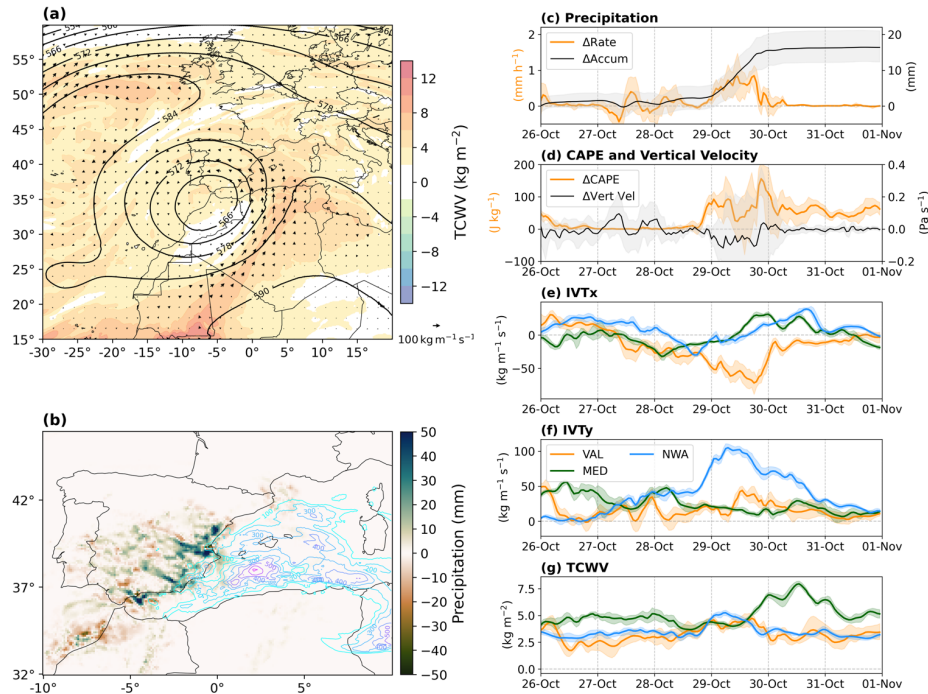 (a)
55°
50°
45°
40°
35°
30°
25°
20°
15°
-30 -25° -20° -15° -10° -5° 0° 5° 10° 15°
566
572
578
584
572
566
578
590
566
12
8
4
0
-4
-8
-12
TCWV (kg m⁻²)
100 kg m⁻¹ s⁻¹
(b)
42°
37°
32°
-10° -5° 0° 5°
300
300
50
40
30
20
10
0
-10
-20
-30
-40
-50
Precipitation (mm)
(c) Precipitation
ΔRate
ΔAccum
2
1
0
(mm h⁻¹)
20
10
0
(mm)
26-Oct 27-Oct 28-Oct 29-Oct 30-Oct 31-Oct 01-Nov
(d) CAPE and Vertical Velocity
ΔCAPE
ΔVert Vel
200
100
0
-100
(J kg⁻¹)
0.4
0.2
0.0
-0.2
(Pa s⁻¹)
26-Oct 27-Oct 28-Oct 29-Oct 30-Oct 31-Oct 01-Nov
(e) IVTx
0
-50
(kg m⁻¹ s⁻¹)
26-Oct 27-Oct 28-Oct 29-Oct 30-Oct 31-Oct 01-Nov
(f) IVTy
VAL NWA
MED
100
50
0
(kg m⁻¹ s⁻¹)
26-Oct 27-Oct 28-Oct 29-Oct 30-Oct 31-Oct 01-Nov
(g) TCWV
7.5
5.0
2.5
0.0
(kg m⁻²)
26-Oct 27-Oct 28-Oct 29-Oct 30-Oct 31-Oct 01-Nov